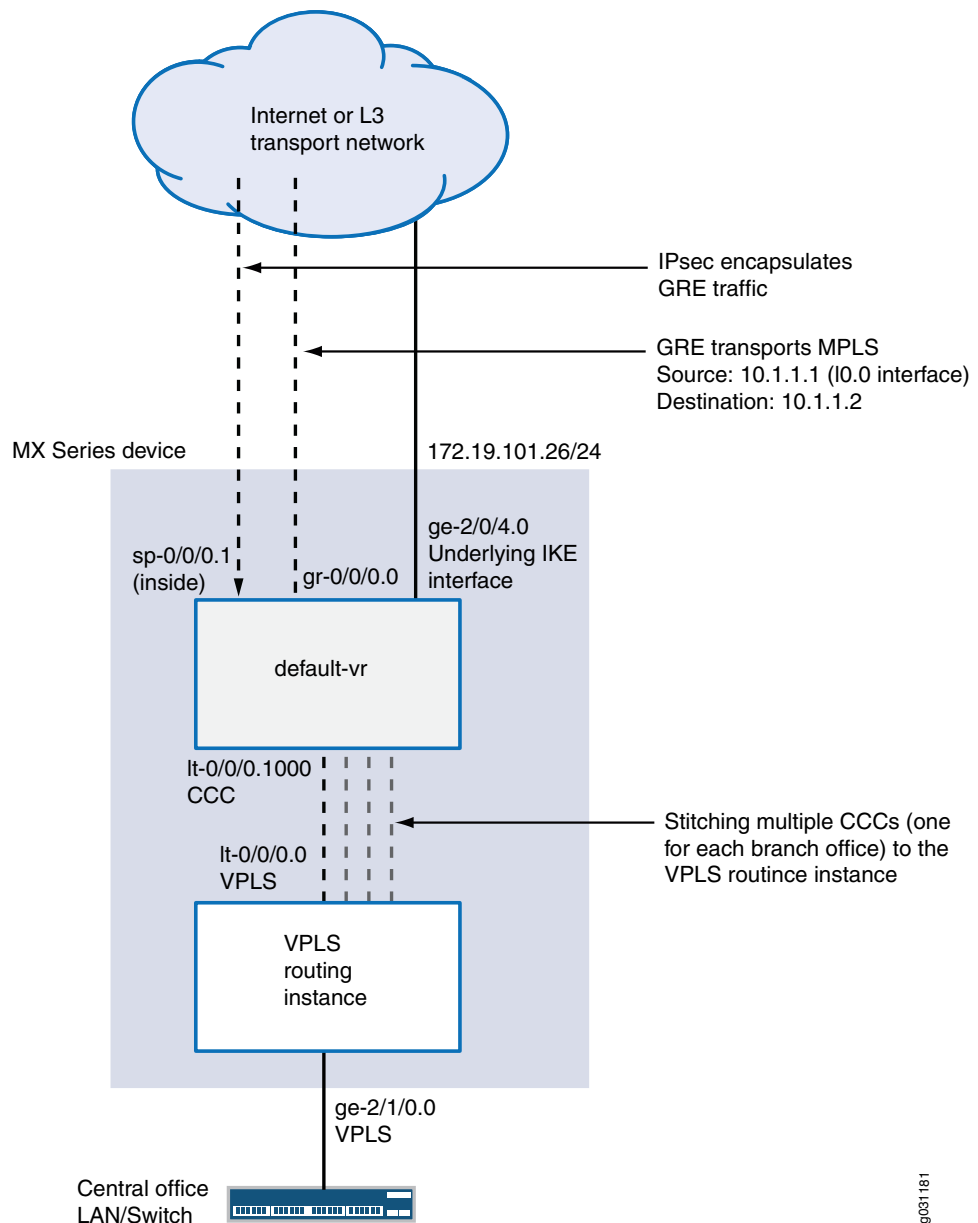 Internet or L3
transport network
IPsec encapsulates
GRE traffic
GRE transports MPLS
Source: 10.1.1.1 (l0.0 interface)
Destination: 10.1.1.2
MX Series device
172.19.101.26/24
sp-0/0/0.1
(inside)
gr-0/0/0.0
ge-2/0/4.0
Underlying IKE
interface
default-vr
lt-0/0/0.1000
CCC
lt-0/0/0.0
VPLS
Stitching multiple CCCs (one
for each branch office) to the
VPLS routince instance
VPLS
routing
instance
ge-2/1/0.0
VPLS
Central office
LAN/Switch
g031181